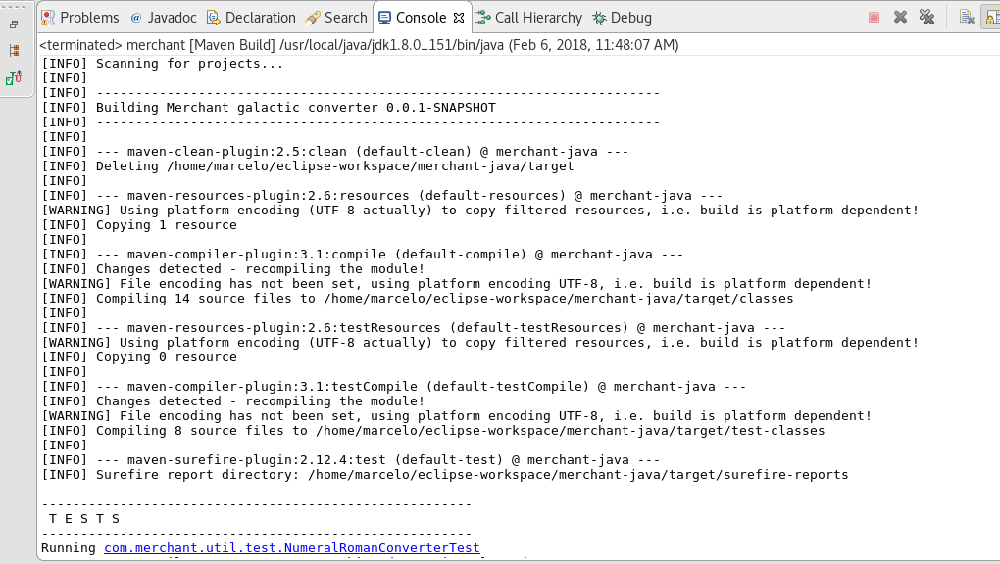 Problems @ Javadoc Declaration Search Console Call Hierarchy Debug
<terminated> merchant [Maven Build] /usr/local/java/jdk1.8.0_151/bin/java (Feb 6, 2018, 11:48:07 AM)
[INFO] Scanning for projects...
[INFO]
[INFO] ------------------------------------------------------------------------
[INFO] Building Merchant galactic converter 0.0.1-SNAPSHOT
[INFO] ------------------------------------------------------------------------
[INFO]
[INFO] --- maven-clean-plugin:2.5:clean (default-clean) @ merchant-java ---
[INFO] Deleting /home/marcelo/eclipse-workspace/merchant-java/target
[INFO]
[INFO] --- maven-resources-plugin:2.6:resources (default-resources) @ merchant-java ---
[WARNING] Using platform encoding (UTF-8 actually) to copy filtered resources, i.e. build is platform dependent!
[INFO] Copying 1 resource
[INFO]
[INFO] --- maven-compiler-plugin:3.1:compile (default-compile) @ merchant-java ---
[INFO] Changes detected - recompiling the module!
[WARNING] File encoding has not been set, using platform encoding UTF-8, i.e. build is platform dependent!
[INFO] Compiling 14 source files to /home/marcelo/eclipse-workspace/merchant-java/target/classes
[INFO]
[INFO] --- maven-resources-plugin:2.6:testResources (default-testResources) @ merchant-java ---
[WARNING] Using platform encoding (UTF-8 actually) to copy filtered resources, i.e. build is platform dependent!
[INFO] Copying 0 resource
[INFO]
[INFO] --- maven-compiler-plugin:3.1:testCompile (default-testCompile) @ merchant-java ---
[INFO] Changes detected - recompiling the module!
[WARNING] File encoding has not been set, using platform encoding UTF-8, i.e. build is platform dependent!
[INFO] Compiling 8 source files to /home/marcelo/eclipse-workspace/merchant-java/target/test-classes
[INFO]
[INFO] --- maven-surefire-plugin:2.12.4:test (default-test) @ merchant-java ---
[INFO] Surefire report directory: /home/marcelo/eclipse-workspace/merchant-java/target/surefire-reports
-------------------------------------------------------
T E S T S
-------------------------------------------------------
Running com.merchant.util.test.NumeralRomanConverterTest